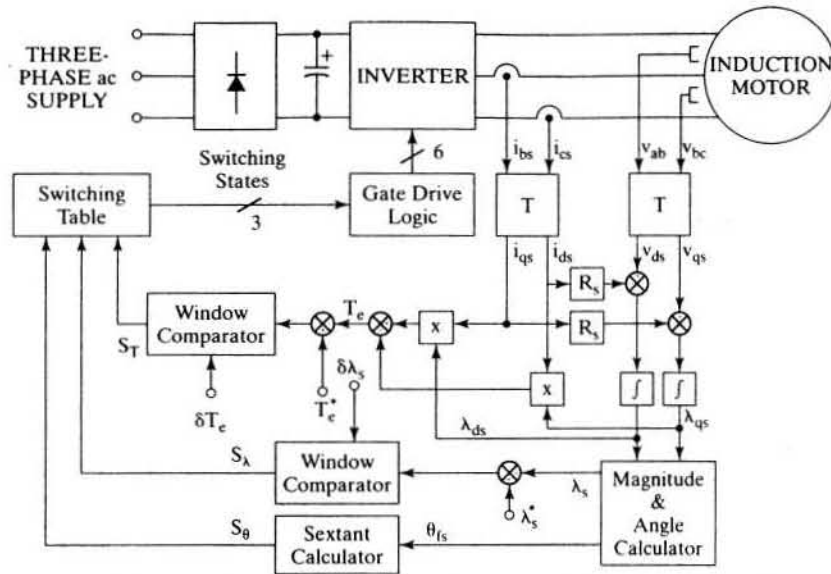 THREE-
PHASE ac
SUPPLY
+
INVERTER
INDUCTION
MOTOR
6
i_bs
i_cs
v_ab
v_bc
Switching
States
Switching
Table
3
Gate Drive
Logic
T
T
i_qs
i_ds
v_ds
v_qs
R_s
Window
Comparator
T_e
x
R_s
S_T
δλ_s
δT_e
T_e*
x
∫
∫
λ_ds
λ_qs
S_λ
Window
Comparator
λ_s
λ_s*
Magnitude
&
Angle
Calculator
S_θ
Sextant
Calculator
θ_fs